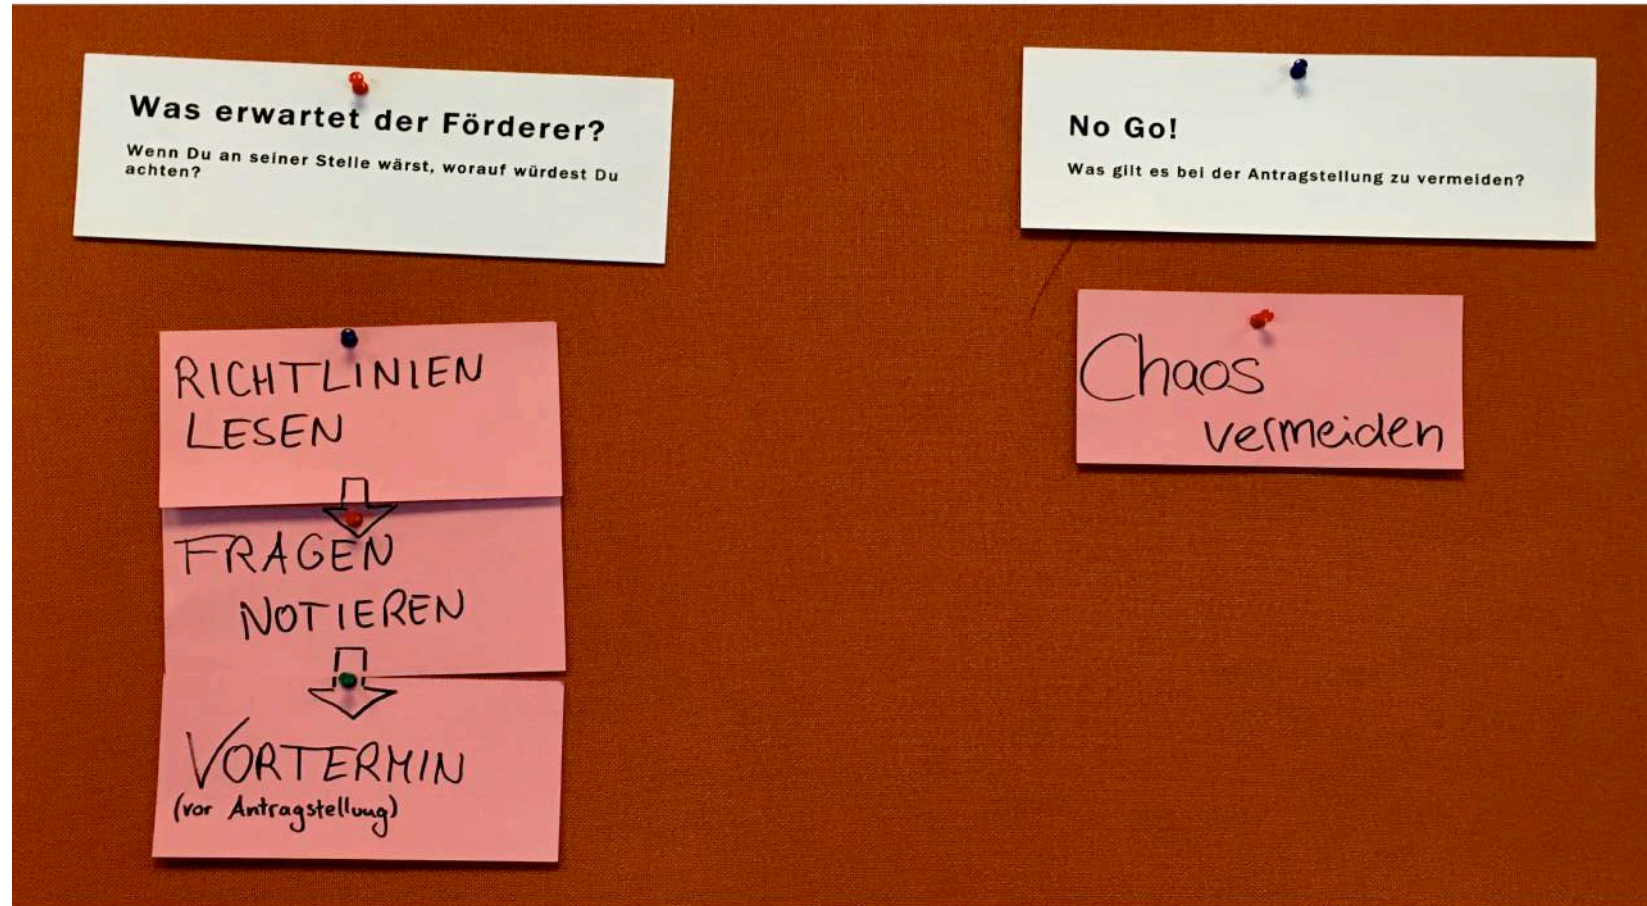 Was erwartet der Förderer?
Wenn Du an seiner Stelle wärst, worauf würdest Du
achten?
RICHTLINIEN
LESEN
FRAGEN
NOTIEREN
VORTERMIN
(vor Antragstellung)
No Go!
Was gilt es bei der Antragstellung zu vermeiden?
Chaos
vermeiden